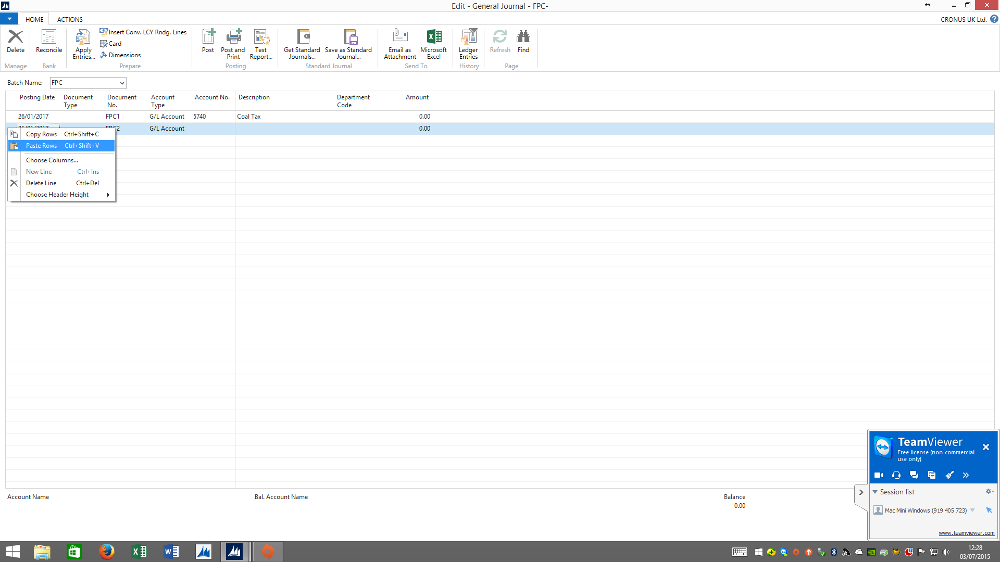 Edit - General Journal - FPC-
HOME ACTIONS
CRONUS UK Ltd.
Delete
Reconcile
Apply Entries...
Insert Conv. LCY Rndg. Lines
Card
Dimensions
Post
Post and Print
Test Report...
Get Standard Journals...
Save as Standard Journal...
Email as Attachment
Microsoft Excel
Ledger Entries
Refresh
Find
Manage Bank Prepare Posting Standard Journal Send To History Page
Batch Name: FPC
Posting Date Document Type Document No. Account Type Account No. Description Department Code Amount
26/01/2017 FPC1 G/L Account 5740 Coal Tax 0.00
26/01/2017 FPC2 G/L Account 0.00
Copy Rows Ctrl+Shift+C
Paste Rows Ctrl+Shift+V
Choose Columns...
New Line Ctrl+Ins
Delete Line Ctrl+Del
Choose Header Height
Account Name Bal. Account Name Balance
0.00
TeamViewer
Free license (non-commercial
use only)
Session list
Mac Mini Windows (919 405 723)
www.teamviewer.com
12:28
03/07/2015